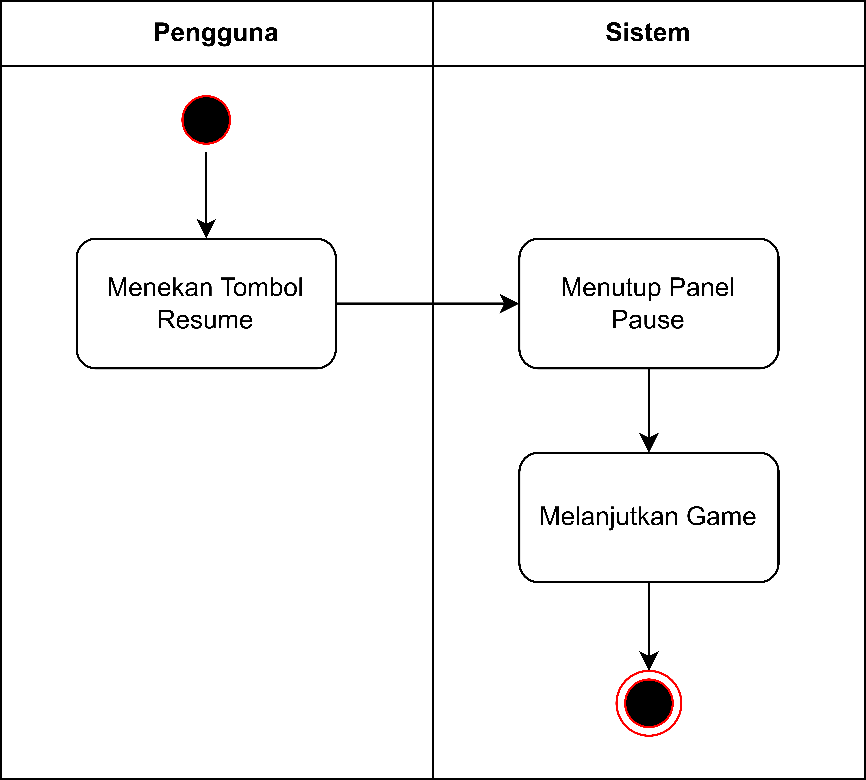 Pengguna
Sistem
Menekan Tombol
Resume
Menutup Panel
Pause
Melanjutkan Game